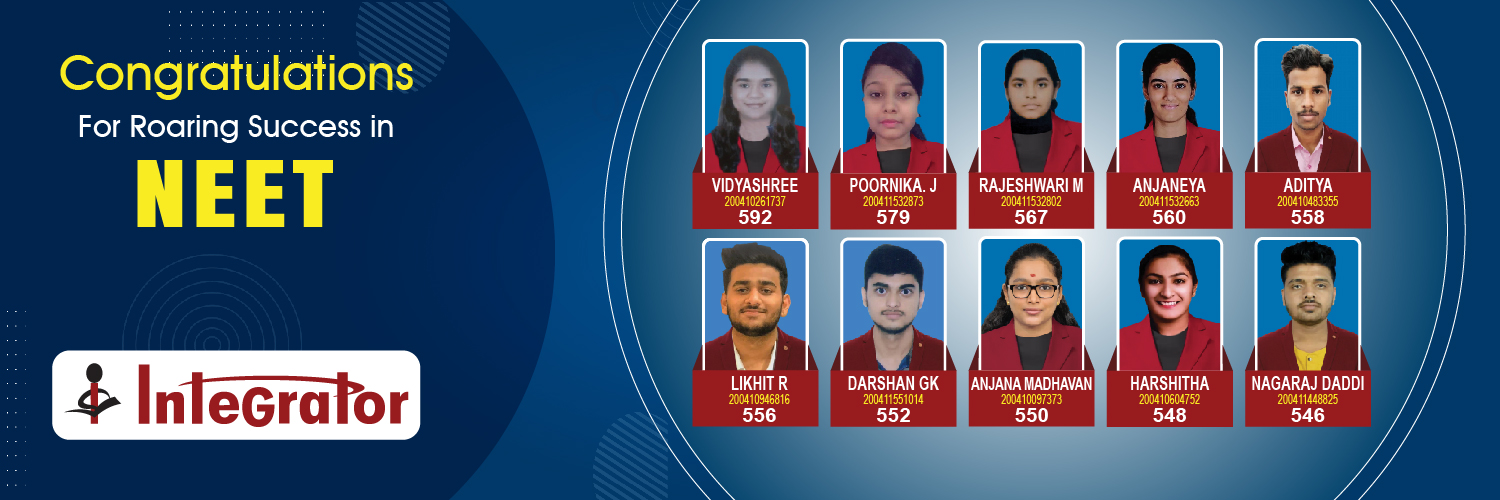 Congratulations
For Roaring Success in
NEET
InteGrator
VIDYASHREE
200410261737
592
POORNIKA. J
200411532873
579
RAJESHWARI M
200411532802
567
ANJANEYA
200411532663
560
ADITYA
200410483355
558
LIKHIT R
200410946816
556
DARSHAN GK
200411551014
552
ANJANA MADHAVAN
200410097373
550
HARSHITHA
200410604752
548
NAGARAJ DADDI
200411448825
546